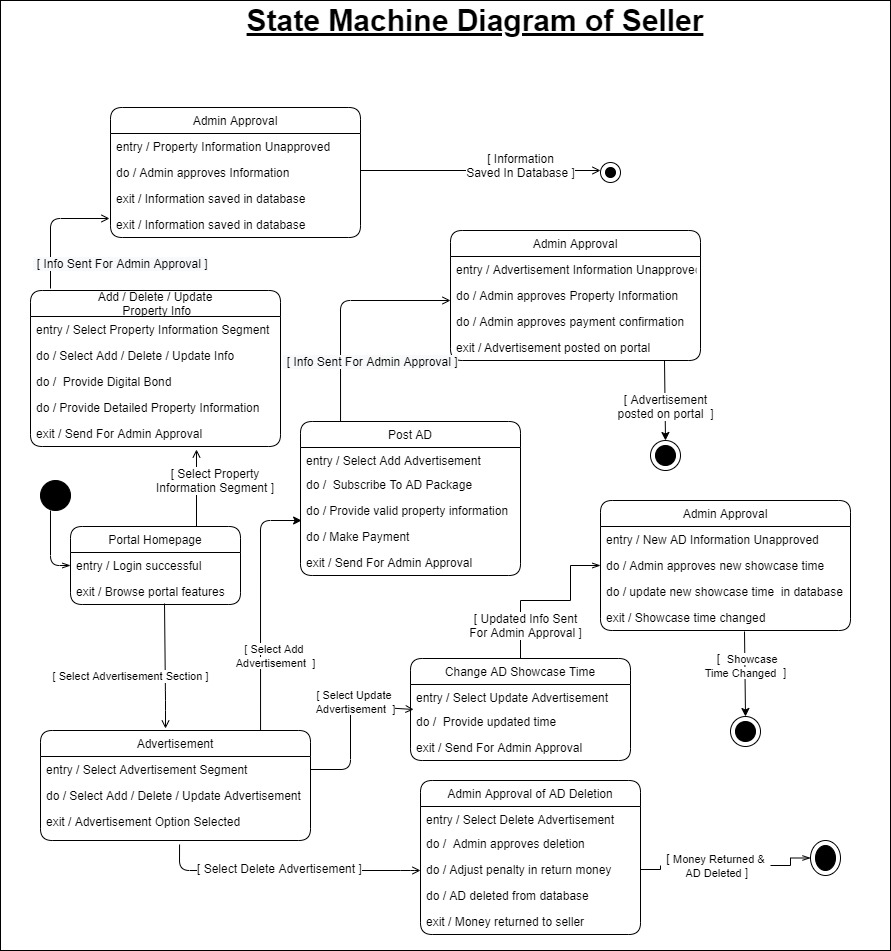 State Machine Diagram of Seller
Admin Approval
entry / Property Information Unapproved
do / Admin approves Information
exit / Information saved in database
exit / Information saved in database
[ Information
Saved In Database ]
[ Info Sent For Admin Approval ]
Add / Delete / Update
Property Info
entry / Select Property Information Segment
do / Select Add / Delete / Update Info
do /  Provide Digital Bond
do / Provide Detailed Property Information
exit / Send For Admin Approval
Admin Approval
entry / Advertisement Information Unapproved
do / Admin approves Property Information
do / Admin approves payment confirmation
exit / Advertisement posted on portal
[ Info Sent For Admin Approval ]
[ Advertisement
posted on portal  ]
[ Select Property
Information Segment ]
Post AD
entry / Select Add Advertisement
do /  Subscribe To AD Package
do / Provide valid property information
do / Make Payment
exit / Send For Admin Approval
Portal Homepage
entry / Login successful
exit / Browse portal features
Admin Approval
entry / New AD Information Unapproved
do / Admin approves new showcase time
do / update new showcase time  in database
exit / Showcase time changed
[ Updated Info Sent
For Admin Approval ]
[ Select Add
Advertisement  ]
[ Select Advertisement Section ]
[  Showcase
Time Changed  ]
Change AD Showcase Time
entry / Select Update Advertisement
do /  Provide updated time
exit / Send For Admin Approval
[ Select Update
Advertisement  ]
Advertisement
entry / Select Advertisement Segment
do / Select Add / Delete / Update Advertisement
exit / Advertisement Option Selected
[ Select Delete Advertisement ]
Admin Approval of AD Deletion
entry / Select Delete Advertisement
do /  Admin approves deletion
do / Adjust penalty in return money
do / AD deleted from database
exit / Money returned to seller
[ Money Returned &
AD Deleted ]